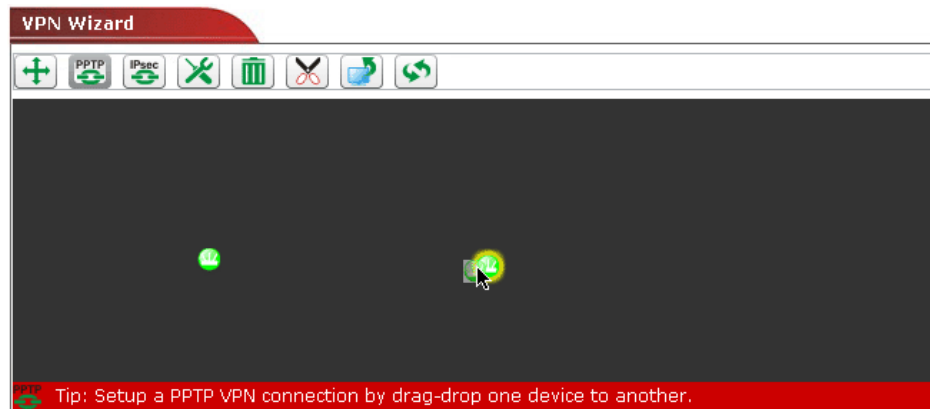 VPN Wizard
PPTP IPsec
PPTP Tip: Setup a PPTP VPN connection by drag-drop one device to another.